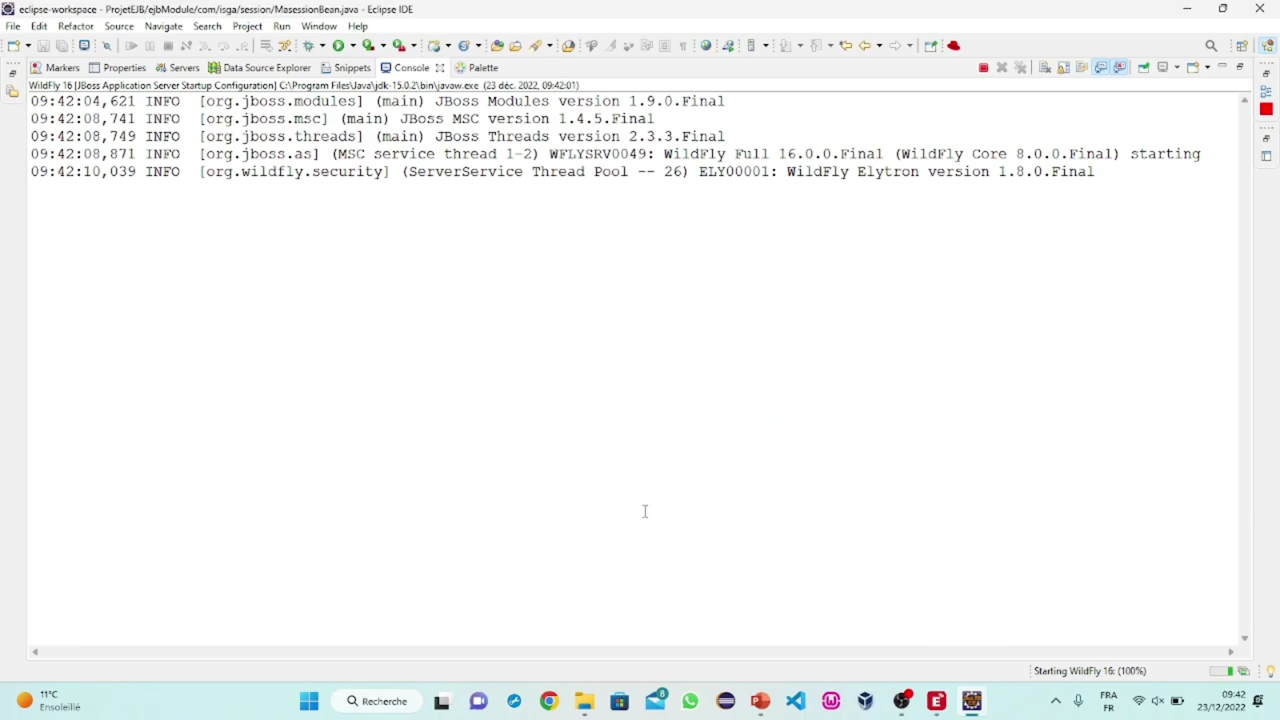 eclipse-workspace - ProjetEJB/ejbModule/com/isga/session/MasessionBean.java - Eclipse IDE
File Edit Refactor Source Navigate Search Project Run Window Help
Markers Properties Servers Data Source Explorer Snippets Console Palette
WildFly 16 [JBoss Application Server Startup Configuration] C:\Program Files\Java\jdk-15.0.2\bin\javaw.exe (23 déc. 2022, 09:42:01)
09:42:04,621 INFO [org.jboss.modules] (main) JBoss Modules version 1.9.0.Final
09:42:08,741 INFO [org.jboss.msc] (main) JBoss MSC version 1.4.5.Final
09:42:08,749 INFO [org.jboss.threads] (main) JBoss Threads version 2.3.3.Final
09:42:08,871 INFO [org.jboss.as] (MSC service thread 1-2) WFLYSRV0049: WildFly Full 16.0.0.Final (WildFly Core 8.0.0.Final) starting
09:42:10,039 INFO [org.wildfly.security] (ServerService Thread Pool -- 26) ELY00001: WildFly Elytron version 1.8.0.Final
Starting WildFly 16: (100%)
11°C
Ensoleillé
Recherche
8
FRA
FR
09:42
23/12/2022